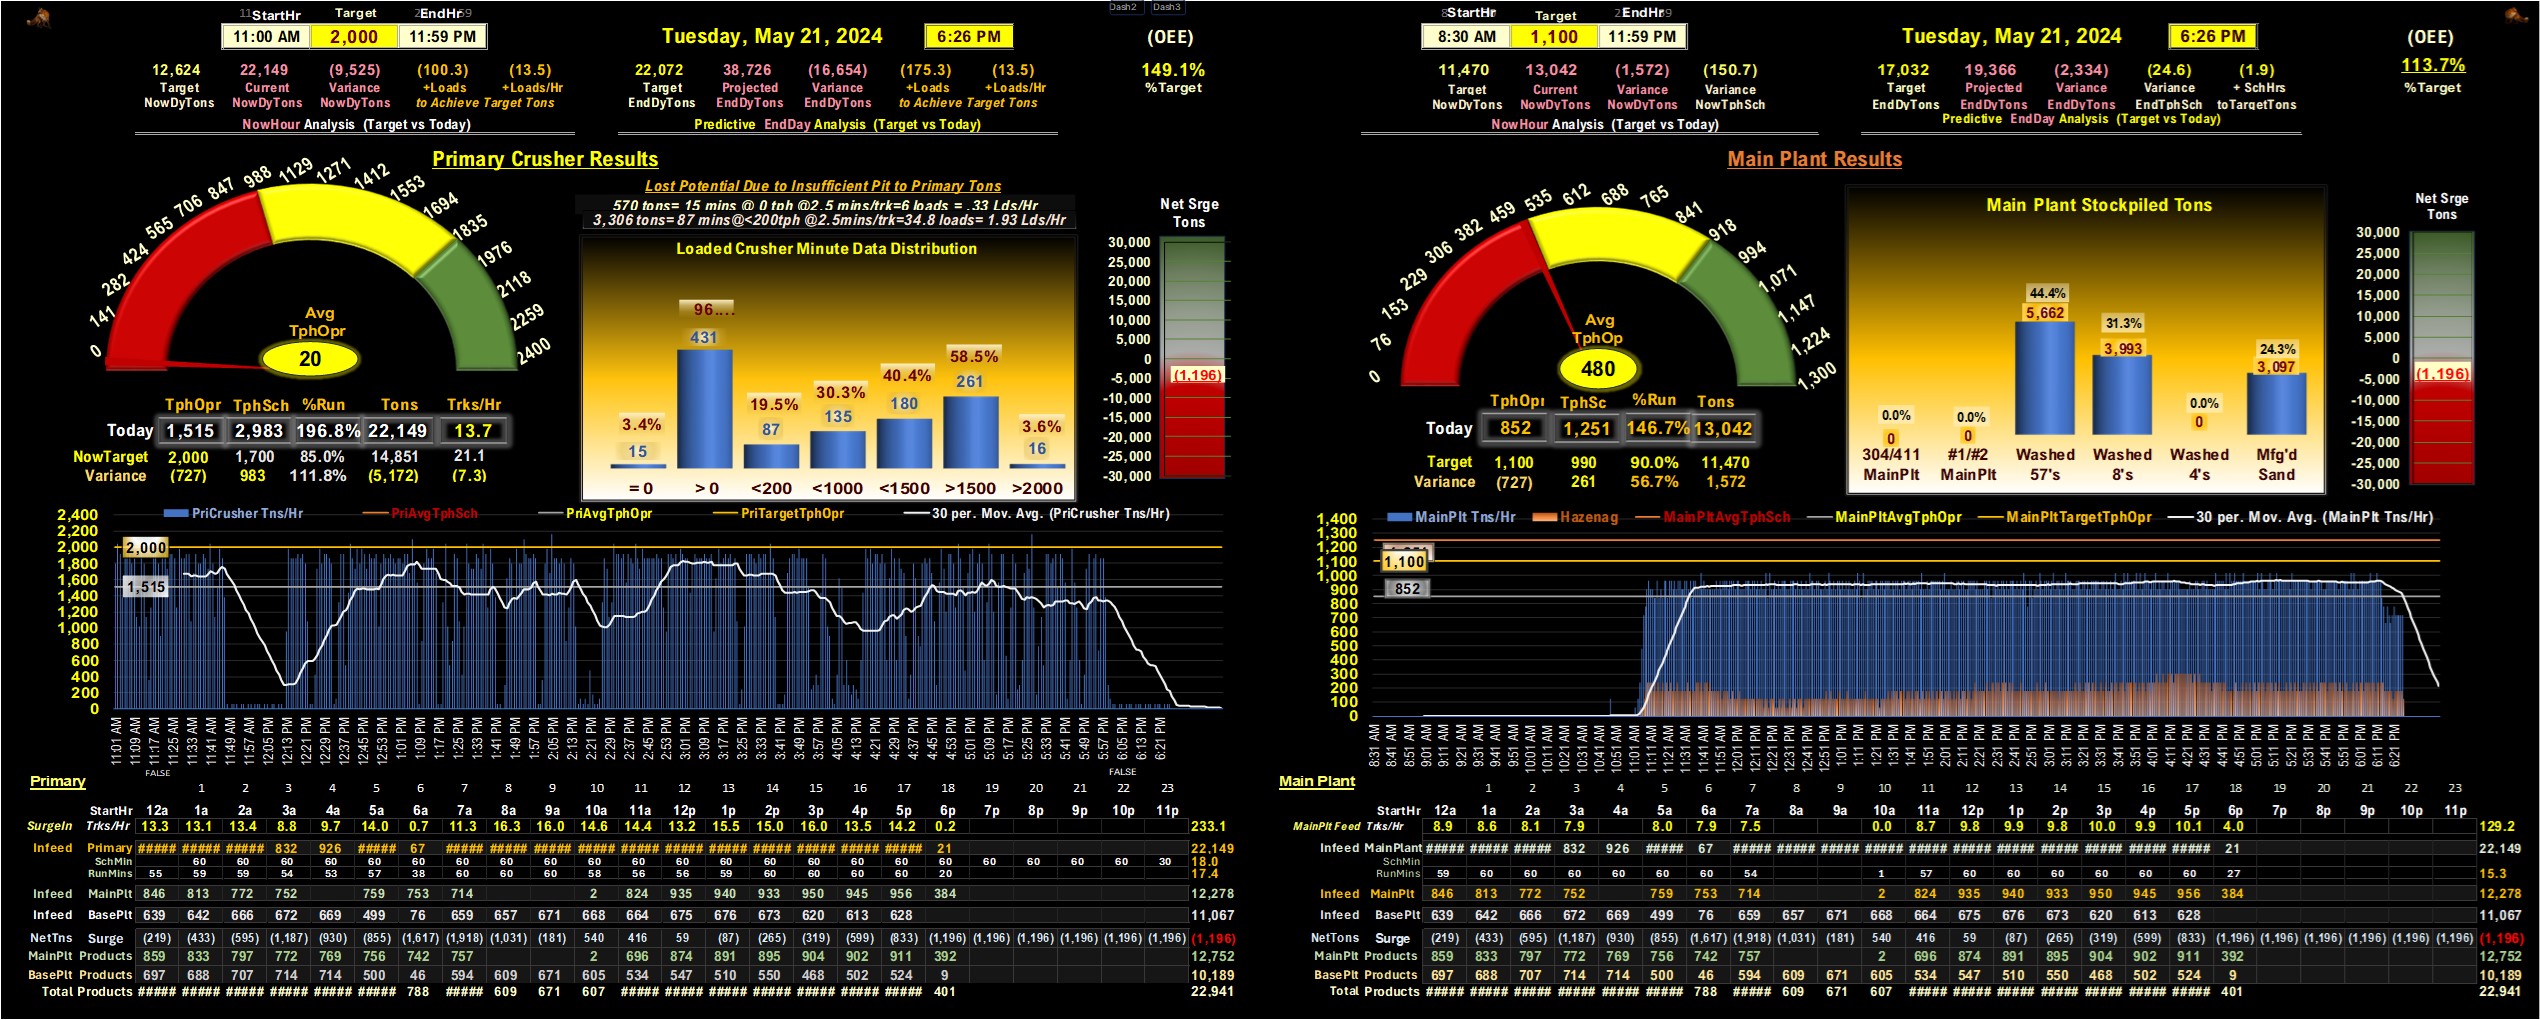 Dash2 Dash3
StartHr Target EndHr
11:00 AM 2,000 11:59 PM
Tuesday, May 21, 2024 6:26 PM
(OEE)
149.1%
%Target
12,624 22,149 (9,525) (100.3) (13.5)
Target Current Variance +Loads +Loads/Hr
NowDyTons NowDyTons NowDyTons to Achieve Target Tons
NowHour Analysis (Target vs Today)
22,072 38,726 (16,654) (175.3) (13.5)
Target Projected Variance +Loads +Loads/Hr
EndDyTons EndDyTons EndDyTons to Achieve Target Tons
Predictive EndDay Analysis (Target vs Today)
Primary Crusher Results
0 141 282 424 565 706 847 988 1129 1271 1412 1553 1694 1835 1976 2118 2259 2400
Avg
TphOpr
20
TphOpr TphSch %Run Tons Trks/Hr
Today 1,515 2,983 196.8% 22,149 13.7
NowTarget 2,000 1,700 85.0% 14,851 21.1
Variance (727) 983 111.8% (5,172) (7.3)
Lost Potential Due to Insufficient Pit to Primary Tons
570 tons= 15 mins @ 0 tph @2.5 mins/trk=6 loads = .33 Lds/Hr
3,306 tons= 87 mins@<200tph @2.5mins/trk=34.8 loads= 1.93 Lds/Hr
Loaded Crusher Minute Data Distribution
3.4% 96.... 19.5% 30.3% 40.4% 58.5% 3.6%
15 431 87 135 180 261 16
= 0 > 0 <200 <1000 <1500 >1500 >2000
Net Srge
Tons
30,000
25,000
15,000
10,000
5,000
0
-5,000
-10,000
-15,000
-20,000
-25,000
-30,000
(1,196)
PriCrusher Tns/Hr PriAvgTphSch PriAvgTphOpr PriTargetTphOpr 30 per. Mov. Avg. (PriCrusher Tns/Hr)
2,400
2,200
2,000
1,800
1,600
1,400
1,200
1,000
800
600
400
200
0
2,000
1,515
11:01 AM 11:09 AM 11:17 AM 11:25 AM 11:33 AM 11:41 AM 11:49 AM 11:57 AM 12:05 PM 12:13 PM 12:21 PM 12:29 PM 12:37 PM 12:45 PM 12:53 PM 1:01 PM 1:09 PM 1:17 PM 1:25 PM 1:33 PM 1:41 PM 1:49 PM 1:57 PM 2:05 PM 2:13 PM 2:21 PM 2:29 PM 2:37 PM 2:45 PM 2:53 PM 3:01 PM 3:09 PM 3:17 PM 3:25 PM 3:33 PM 3:41 PM 3:49 PM 3:57 PM 4:05 PM 4:13 PM 4:21 PM 4:29 PM 4:37 PM 4:45 PM 4:53 PM 5:01 PM 5:09 PM 5:17 PM 5:25 PM 5:33 PM 5:41 PM 5:49 PM 5:57 PM 6:05 PM 6:13 PM 6:21 PM
FALSE FALSE
Primary
1 2 3 4 5 6 7 8 9 10 11 12 13 14 15 16 17 18 19 20 21 22 23
StartHr 12a 1a 2a 3a 4a 5a 6a 7a 8a 9a 10a 11a 12p 1p 2p 3p 4p 5p 6p 7p 8p 9p 10p 11p
SurgeIn Trks/Hr 13.3 13.1 13.4 8.8 9.7 14.0 0.7 11.3 16.3 16.0 14.6 14.4 13.2 15.5 15.0 16.0 13.5 14.2 0.2 233.1
Infeed Primary ##### ##### ##### 832 926 ##### 67 ##### ##### ##### ##### ##### ##### ##### ##### ##### ##### ##### 21 22,149
SchMin 60 60 60 60 60 60 60 60 60 60 60 60 60 60 60 60 60 60 60 60 60 60 30 18.0
RunMins 55 59 59 54 53 57 38 60 60 60 58 56 56 59 60 60 60 60 20 17.4
Infeed MainPlt 846 813 772 752 759 753 714 2 824 935 940 933 950 945 956 384 12,278
Infeed BasePlt 639 642 666 672 669 499 76 659 657 671 668 664 675 676 673 620 613 628 11,067
NetTns Surge (219) (433) (595) (1,187) (930) (855) (1,617) (1,918) (1,031) (181) 540 416 59 (87) (265) (319) (599) (833) (1,196) (1,196) (1,196) (1,196) (1,196) (1,196) (1,196)
MainPlt Products 859 833 797 772 769 756 742 757 2 696 874 891 895 904 902 911 392 12,752
BasePlt Products 697 688 707 714 714 500 46 594 609 671 605 534 547 510 550 468 502 524 9 10,189
Total Products ##### ##### ##### ##### ##### ##### 788 ##### 609 671 607 ##### ##### ##### ##### ##### ##### ##### 401 22,941
StartHr Target EndHr
8:30 AM 1,100 11:59 PM
Tuesday, May 21, 2024 6:26 PM
(OEE)
113.7%
%Target
11,470 13,042 (1,572) (150.7)
Target Current Variance Variance
NowDyTons NowDyTons NowDyTons NowTphSch
NowHour Analysis (Target vs Today)
17,032 19,366 (2,334) (24.6) (1.9)
Target Projected Variance Variance + SchHrs
EndDyTons EndDyTons EndDyTons EndTphSch toTargetTons
Predictive EndDay Analysis (Target vs Today)
Main Plant Results
0 76 153 229 306 382 459 535 612 688 765 841 918 994 1,071 1,147 1,224 1,300
Avg
TphOp
480
TphOpr TphSc %Run Tons
Today 852 1,251 146.7% 13,042
Target 1,100 990 90.0% 11,470
Variance (727) 261 56.7% 1,572
Main Plant Stockpiled Tons
0.0% 0.0% 44.4% 31.3% 0.0% 24.3%
0 0 5,662 3,993 0 3,097
304/411 #1/#2 Washed Washed Washed Mfg'd
MainPlt MainPlt 57's 8's 4's Sand
Net Srge
Tons
30,000
25,000
20,000
15,000
10,000
5,000
0
-5,000
-10,000
-15,000
-20,000
-25,000
-30,000
(1,196)
MainPlt Tns/Hr Hazenag MainPltAvgTphSch MainPltAvgTphOpr MainPltTargetTphOpr 30 per. Mov. Avg. (MainPlt Tns/Hr)
1,400
1,300
1,200
1,100
1,000
900
800
700
600
500
400
300
200
100
0
1,100
852
8:31 AM 8:41 AM 8:51 AM 9:01 AM 9:11 AM 9:21 AM 9:31 AM 9:41 AM 9:51 AM 10:01 AM 10:11 AM 10:21 AM 10:31 AM 10:41 AM 10:51 AM 11:01 AM 11:11 AM 11:21 AM 11:31 AM 11:41 AM 11:51 AM 12:01 PM 12:11 PM 12:21 PM 12:31 PM 12:41 PM 12:51 PM 1:01 PM 1:11 PM 1:21 PM 1:31 PM 1:41 PM 1:51 PM 2:01 PM 2:11 PM 2:21 PM 2:31 PM 2:41 PM 2:51 PM 3:01 PM 3:11 PM 3:21 PM 3:31 PM 3:41 PM 3:51 PM 4:01 PM 4:11 PM 4:21 PM 4:31 PM 4:41 PM 4:51 PM 5:01 PM 5:11 PM 5:21 PM 5:31 PM 5:41 PM 5:51 PM 6:01 PM 6:11 PM 6:21 PM
Main Plant
1 2 3 4 5 6 7 8 9 10 11 12 13 14 15 16 17 18 19 20 21 22 23
StartHr 12a 1a 2a 3a 4a 5a 6a 7a 8a 9a 10a 11a 12p 1p 2p 3p 4p 5p 6p 7p 8p 9p 10p 11p
MainPlt Feed Trks/Hr 8.9 8.6 8.1 7.9 8.0 7.9 7.5 0.0 8.7 9.8 9.9 9.8 10.0 9.9 10.1 4.0 129.2
Infeed MainPlant ##### ##### ##### 832 926 ##### 67 ##### ##### ##### ##### ##### ##### ##### ##### ##### ##### ##### 21 22,149
SchMin
RunMins 59 60 60 60 60 60 54 1 57 60 60 60 60 60 60 27 15.3
Infeed MainPlt 846 813 772 752 759 753 714 2 824 935 940 933 950 945 956 384 12,278
Infeed BasePlt 639 642 666 672 669 499 76 659 657 671 668 664 675 676 673 620 613 628 11,067
NetTons Surge (219) (433) (595) (1,187) (930) (855) (1,617) (1,918) (1,031) (181) 540 416 59 (87) (265) (319) (599) (833) (1,196) (1,196) (1,196) (1,196) (1,196) (1,196) (1,196)
MainPlt Products 859 833 797 772 769 756 742 757 2 696 874 891 895 904 902 911 392 12,752
BasePlt Products 697 688 707 714 714 500 46 594 609 671 605 534 547 510 550 468 502 524 9 10,189
Total Products ##### ##### ##### ##### ##### ##### 788 ##### 609 671 607 ##### ##### ##### ##### ##### ##### ##### 401 22,941